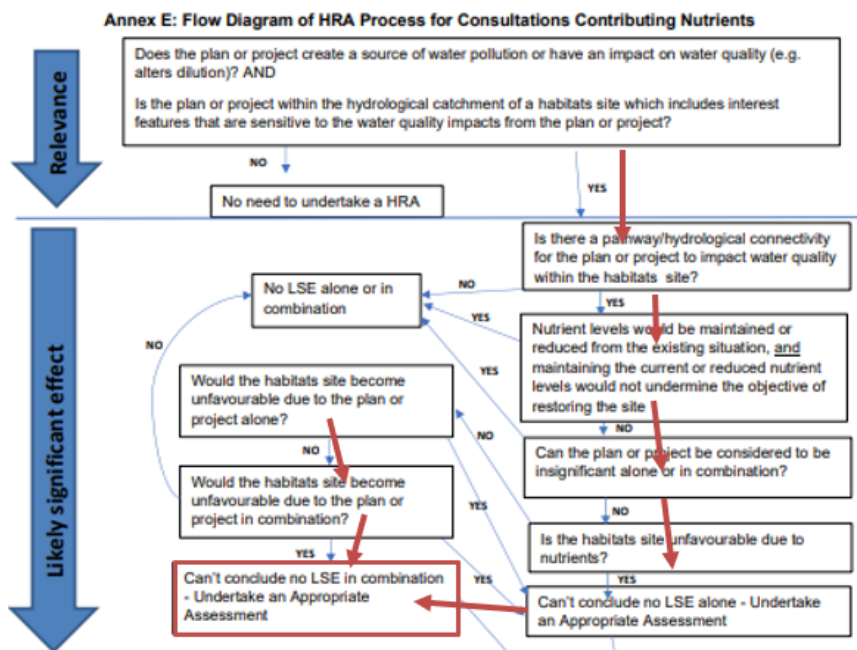 Annex E: Flow Diagram of HRA Process for Consultations Contributing Nutrients
Does the plan or project create a source of water pollution or have an impact on water quality (e.g.
alters dilution)? AND
Is the plan or project within the hydrological catchment of a habitats site which includes interest
features that are sensitive to the water quality impacts from the plan or project?
Relevance
NO
YES
No need to undertake a HRA
Is there a pathway/hydrological connectivity
for the plan or project to impact water quality
within the habitats site?
NO
YES
No LSE alone or in
combination
YES
Nutrient levels would be maintained or
reduced from the existing situation, and
maintaining the current or reduced nutrient
levels would not undermine the objective of
restoring the site
NO
YES
Would the habitats site become
unfavourable due to the plan or
project alone?
NO
NO
NO
Can the plan or project be considered to be
insignificant alone or in combination?
Would the habitats site become
unfavourable due to the plan or
project in combination?
NO
Is the habitats site unfavourable due to
nutrients?
YES
YES
YES
YES
Can't conclude no LSE in combination
- Undertake an Appropriate
Assessment
Can't conclude no LSE alone - Undertake
an Appropriate Assessment
Likely significant effect